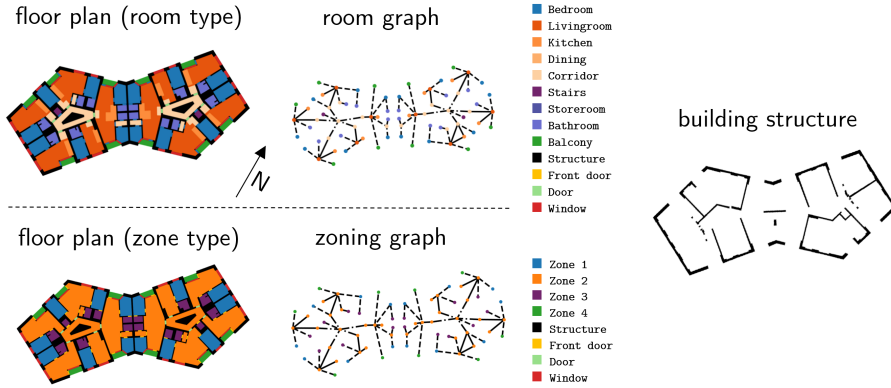 floor plan (room type)
room graph
Bedroom
Livingroom
Kitchen
Dining
Corridor
Stairs
Storeroom
Bathroom
Balcony
Structure
Front door
Door
Window
building structure
N
floor plan (zone type)
zoning graph
Zone 1
Zone 2
Zone 3
Zone 4
Structure
Front door
Door
Window